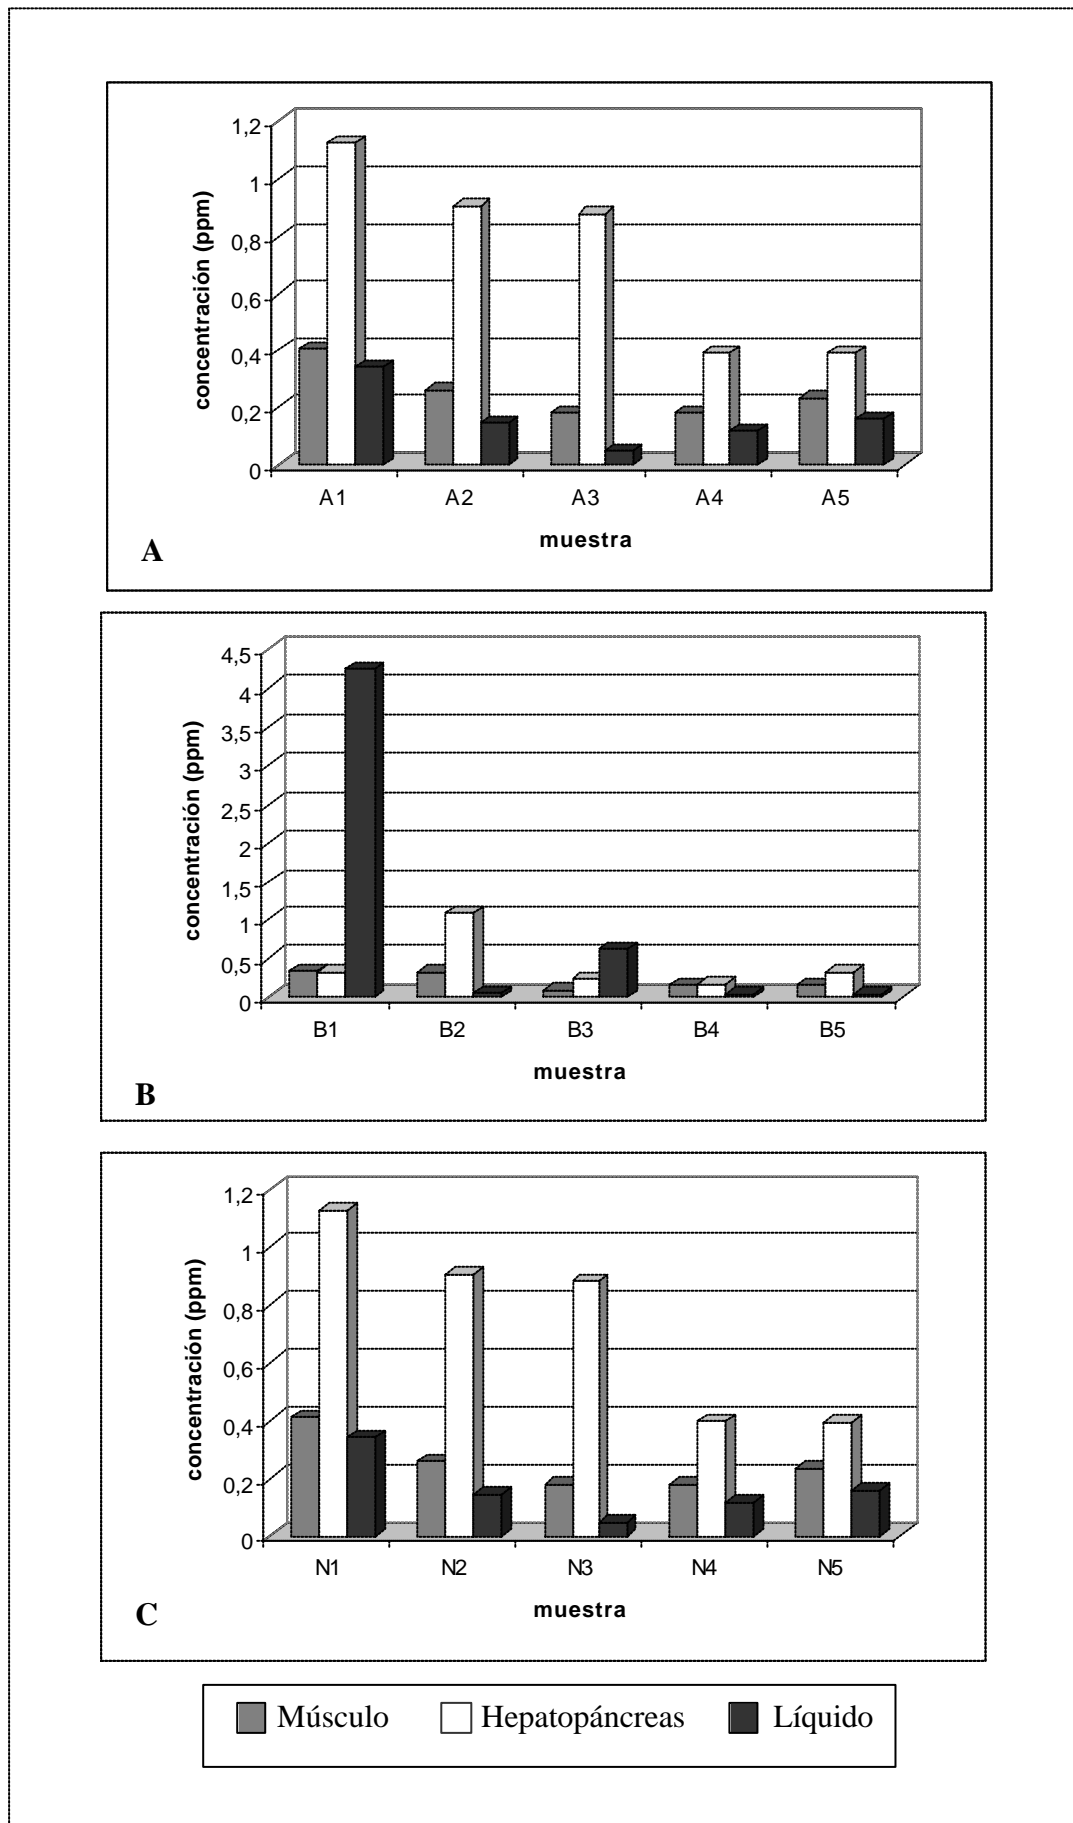 1,2
1
0,8
0,6
0,4
0,2
0
concentración (ppm)
A1 A2 A3 A4 A5
muestra
A
4,5
4
3,5
3
2,5
2
1,5
1
0,5
0
concentración (ppm)
B1 B2 B3 B4 B5
muestra
B
1,2
1
0,8
0,6
0,4
0,2
0
concentración (ppm)
N1 N2 N3 N4 N5
muestra
C
Músculo Hepatopáncreas Líquido